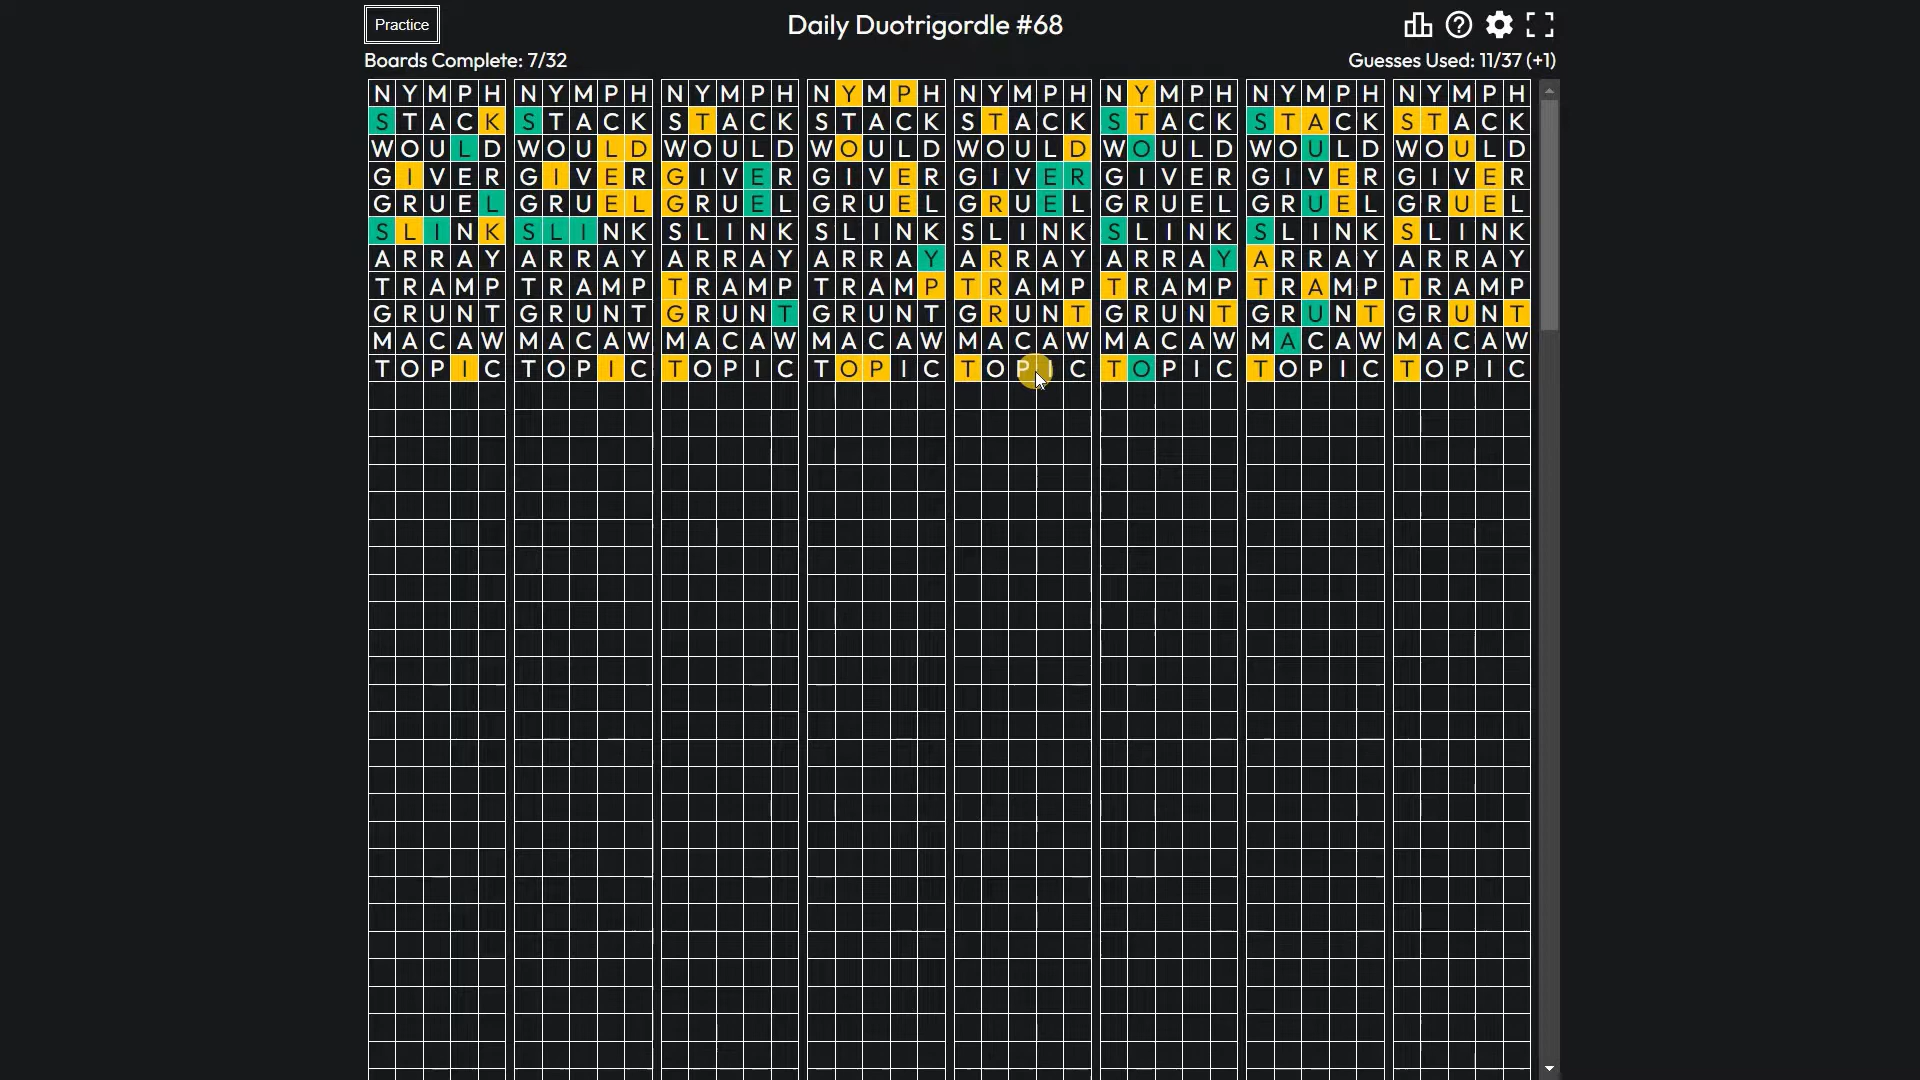 Practice
Daily Duotrigordle #68
Boards Complete: 7/32
Guesses Used: 11/37 (+1)
NYMPH NYMPH NYMPH NYMPH NYMPH NYMPH NYMPH NYMPH
STACK STACK STACK STACK STACK STACK STACK STACK
WOULD WOULD WOULD WOULD WOULD WOULD WOULD WOULD
GIVER GIVER GIVER GIVER GIVER GIVER GIVER GIVER
GRUEL GRUEL GRUEL GRUEL GRUEL GRUEL GRUEL GRUEL
SLINK SLINK SLINK SLINK SLINK SLINK SLINK SLINK
ARRAY ARRAY ARRAY ARRAY ARRAY ARRAY ARRAY ARRAY
TRAMP TRAMP TRAMP TRAMP TRAMP TRAMP TRAMP TRAMP
GRUNT GRUNT GRUNT GRUNT GRUNT GRUNT GRUNT GRUNT
MACAW MACAW MACAW MACAW MACAW MACAW MACAW MACAW
TOPIC TOPIC TOPIC TOPIC TOPIC TOPIC TOPIC TOPIC